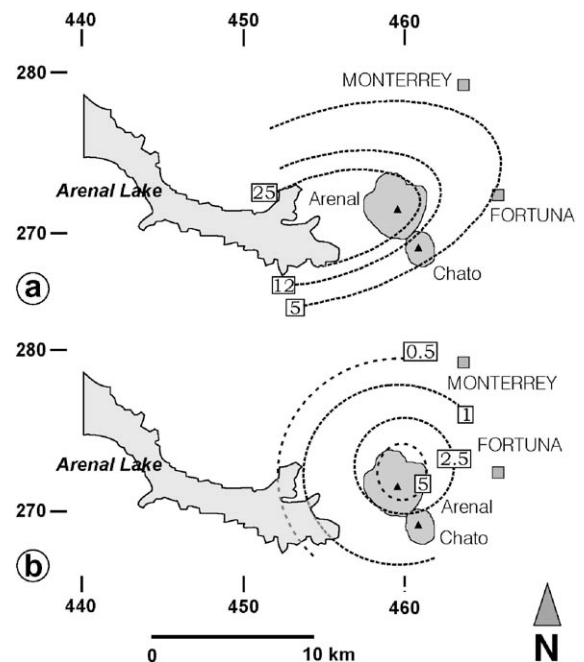 440
450
460
280
MONTERREY
25
Arenal
Arenal Lake
FORTUNA
270
Chato
12
5
a
280
0.5
MONTERREY
1
FORTUNA
Arenal Lake
2.5
5
270
Arenal
Chato
b
440
450
460
0
10 km
N